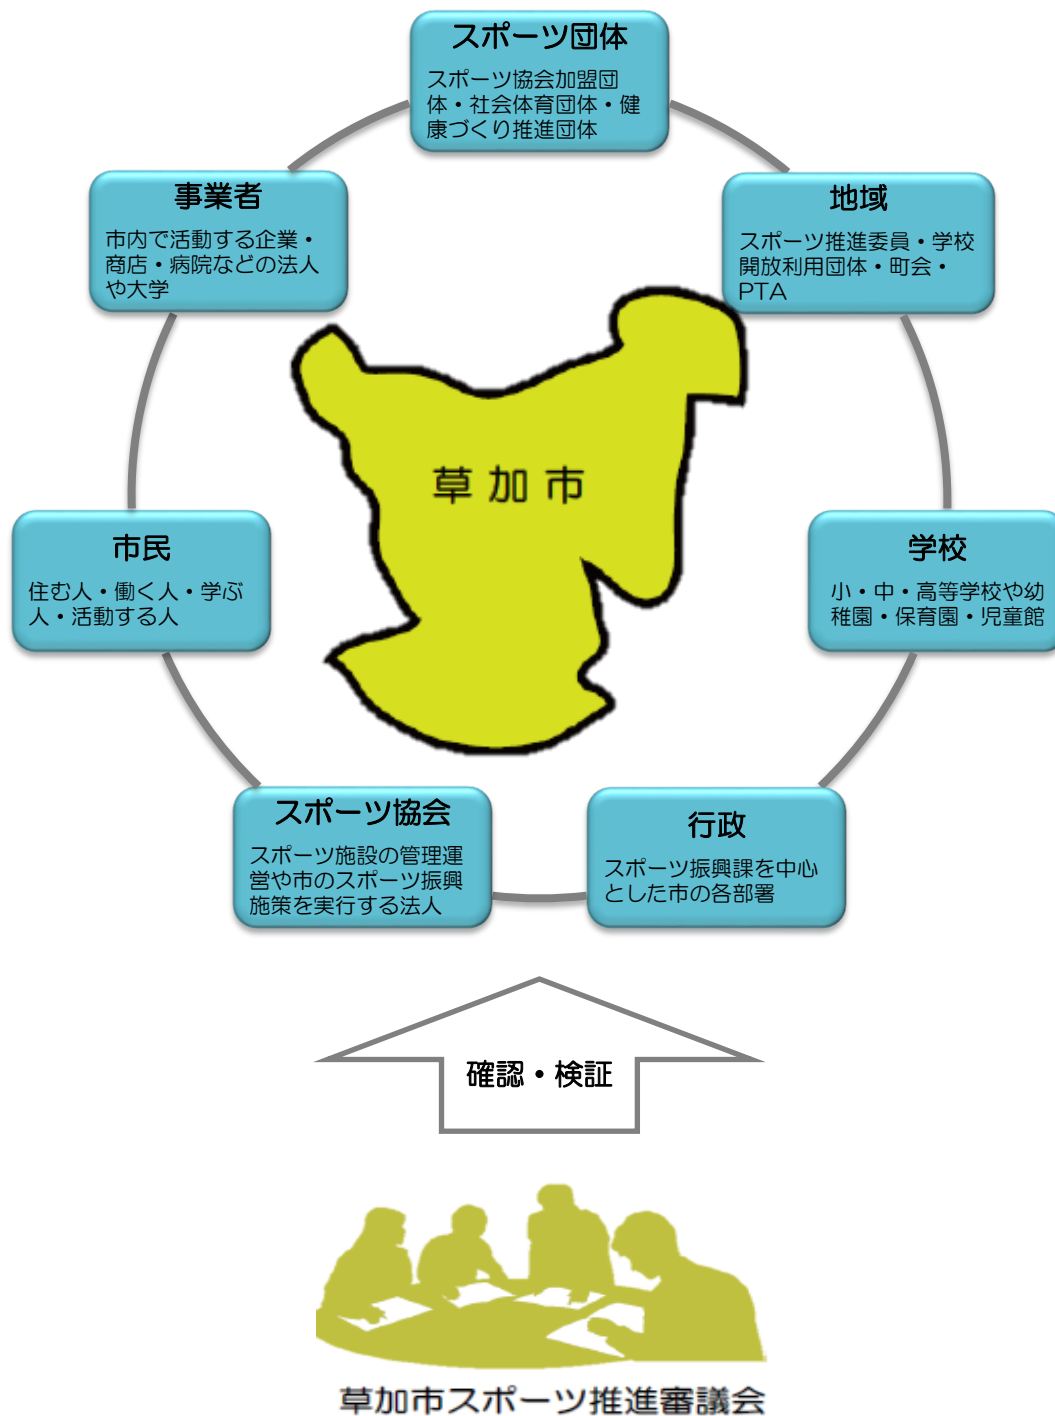 スポーツ団体
スポーツ協会加盟団
体・社会体育団体・健
康づくり推進団体
事業者
市内で活動する企業・
商店・病院などの法人
や大学
地域
スポーツ推進委員・学校
開放利用団体・町会・
PTA
草加市
市民
住む人・働く人・学ぶ
人・活動する人
学校
小・中・高等学校や幼
稚園・保育園・児童館
スポーツ協会
スポーツ施設の管理運
営や市のスポーツ振興
施策を実行する法人
行政
スポーツ振興課を中心
とした市の各部署
確認・検証
草加市スポーツ推進審議会